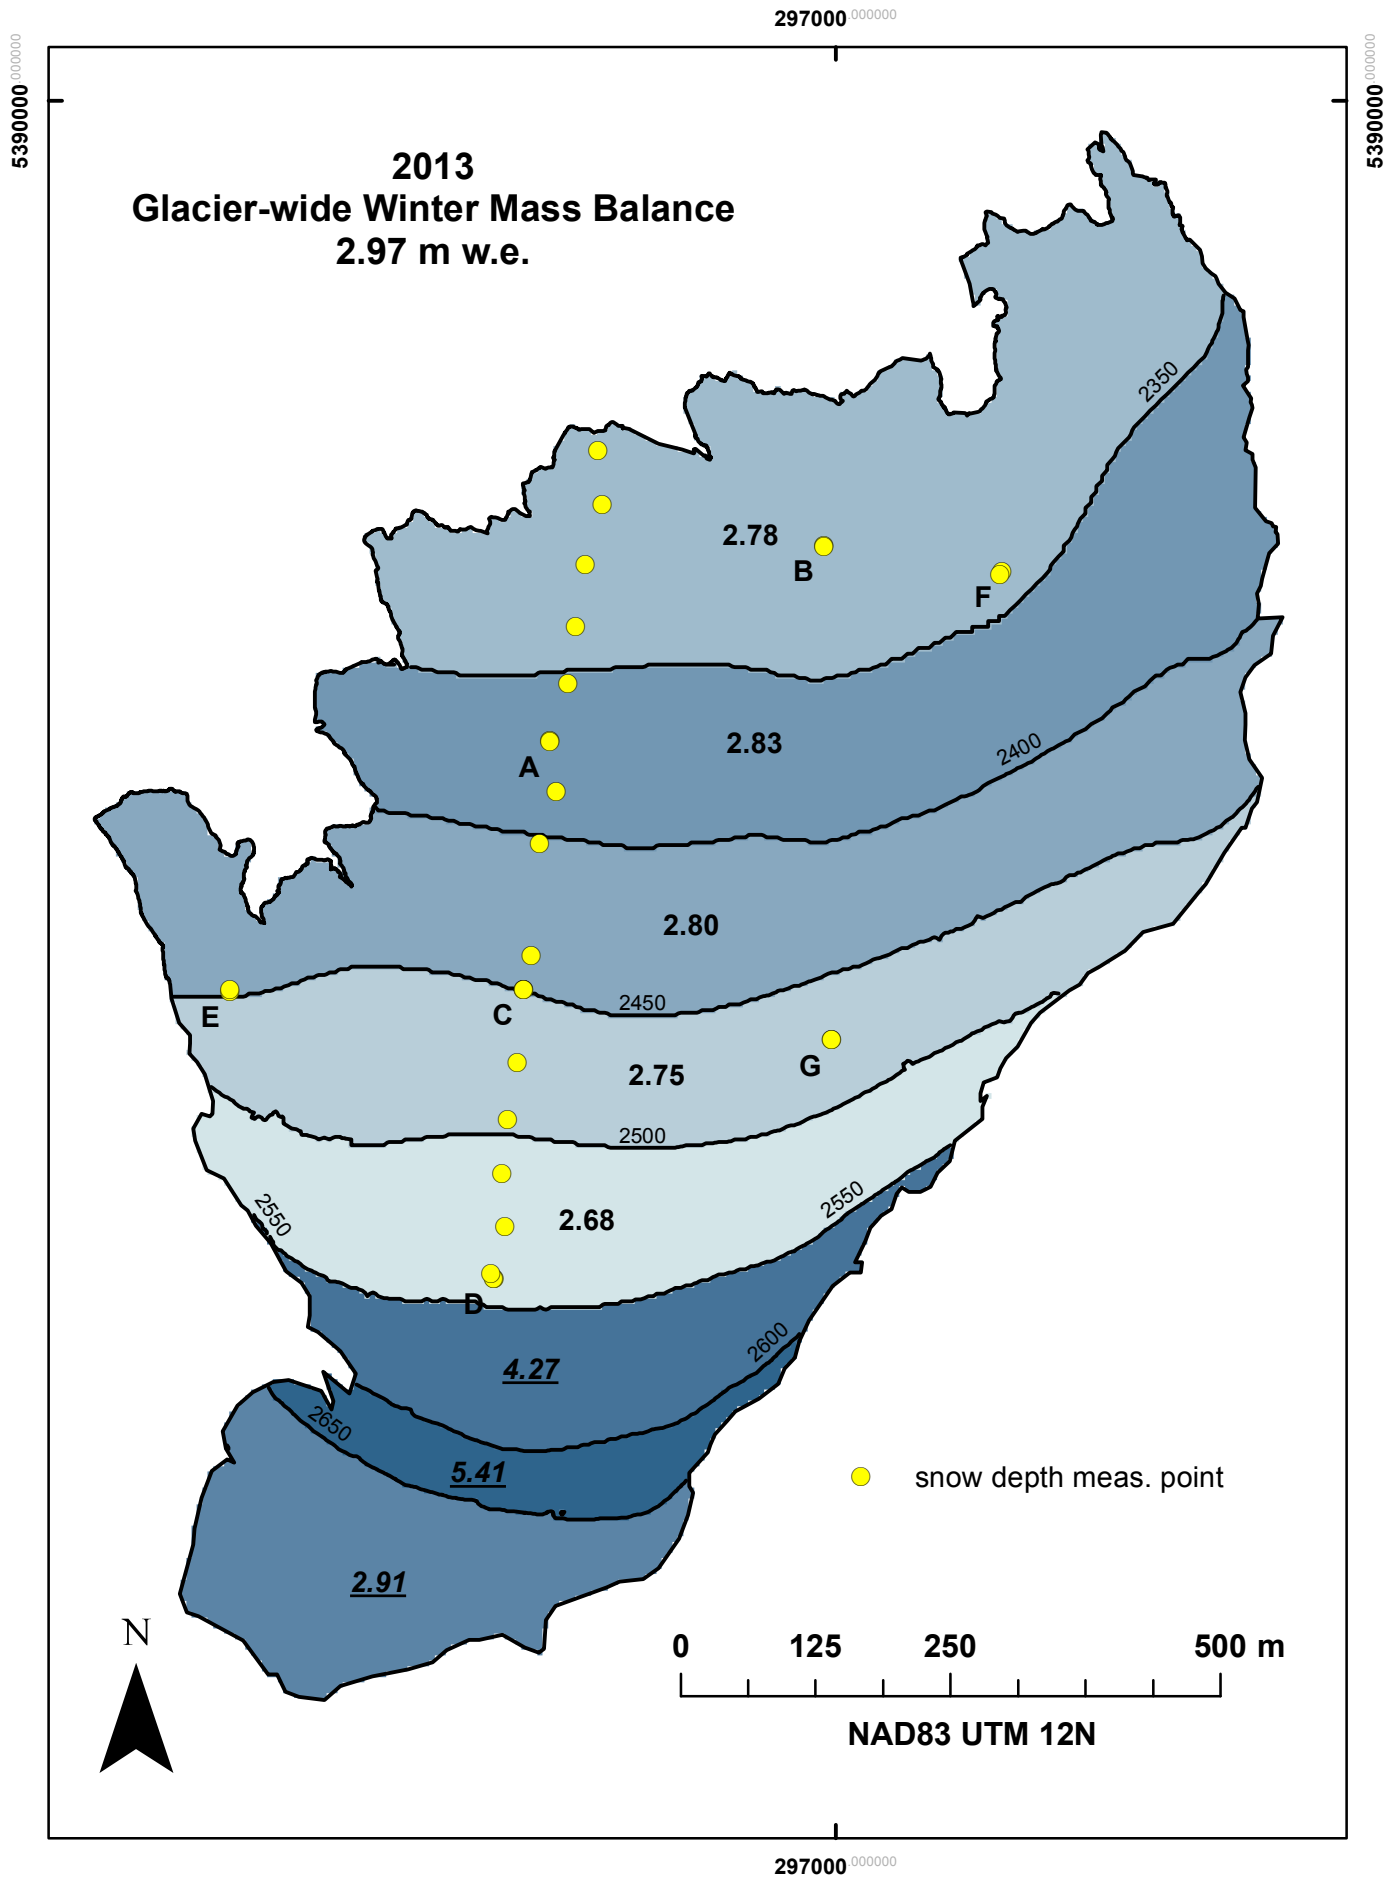 297000.000000
5390000.000000
5390000.000000
2013
Glacier-wide Winter Mass Balance
2.97 m w.e.
2350
2.78
B
F
2.83
2400
A
2.80
E
C
2450
G
2.75
2500
2550
2550
2.68
D
2600
4.27
2650
5.41
snow depth meas. point
2.91
N
0 125 250 500 m
NAD83 UTM 12N
297000.000000